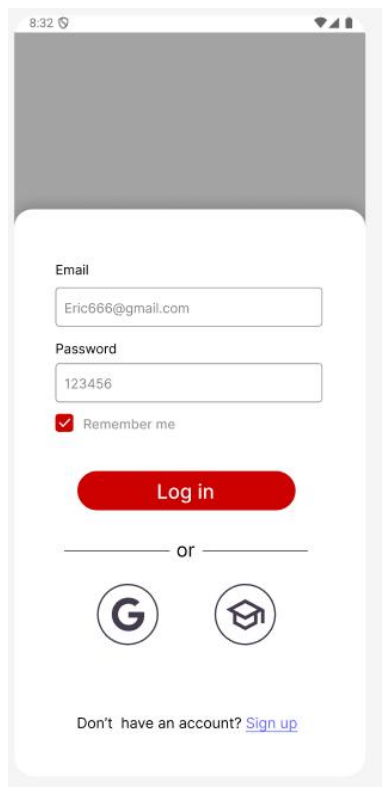 8:32
Email
Eric666@gmail.com
Password
123456
Remember me
Log in
or
G
Don't have an account? Sign up